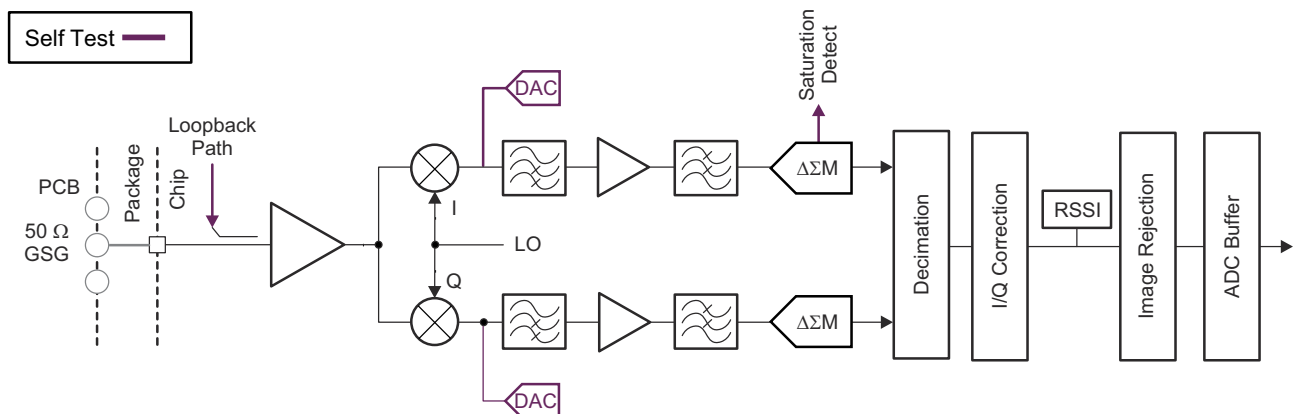 Self Test
DAC
Saturation
Detect
Loopback
Path
PCB
Package
Chip
50 Ω
GSG
I
LO
Q
ΔΣM
ΔΣM
DAC
Decimation
I/Q Correction
RSSI
Image Rejection
ADC Buffer